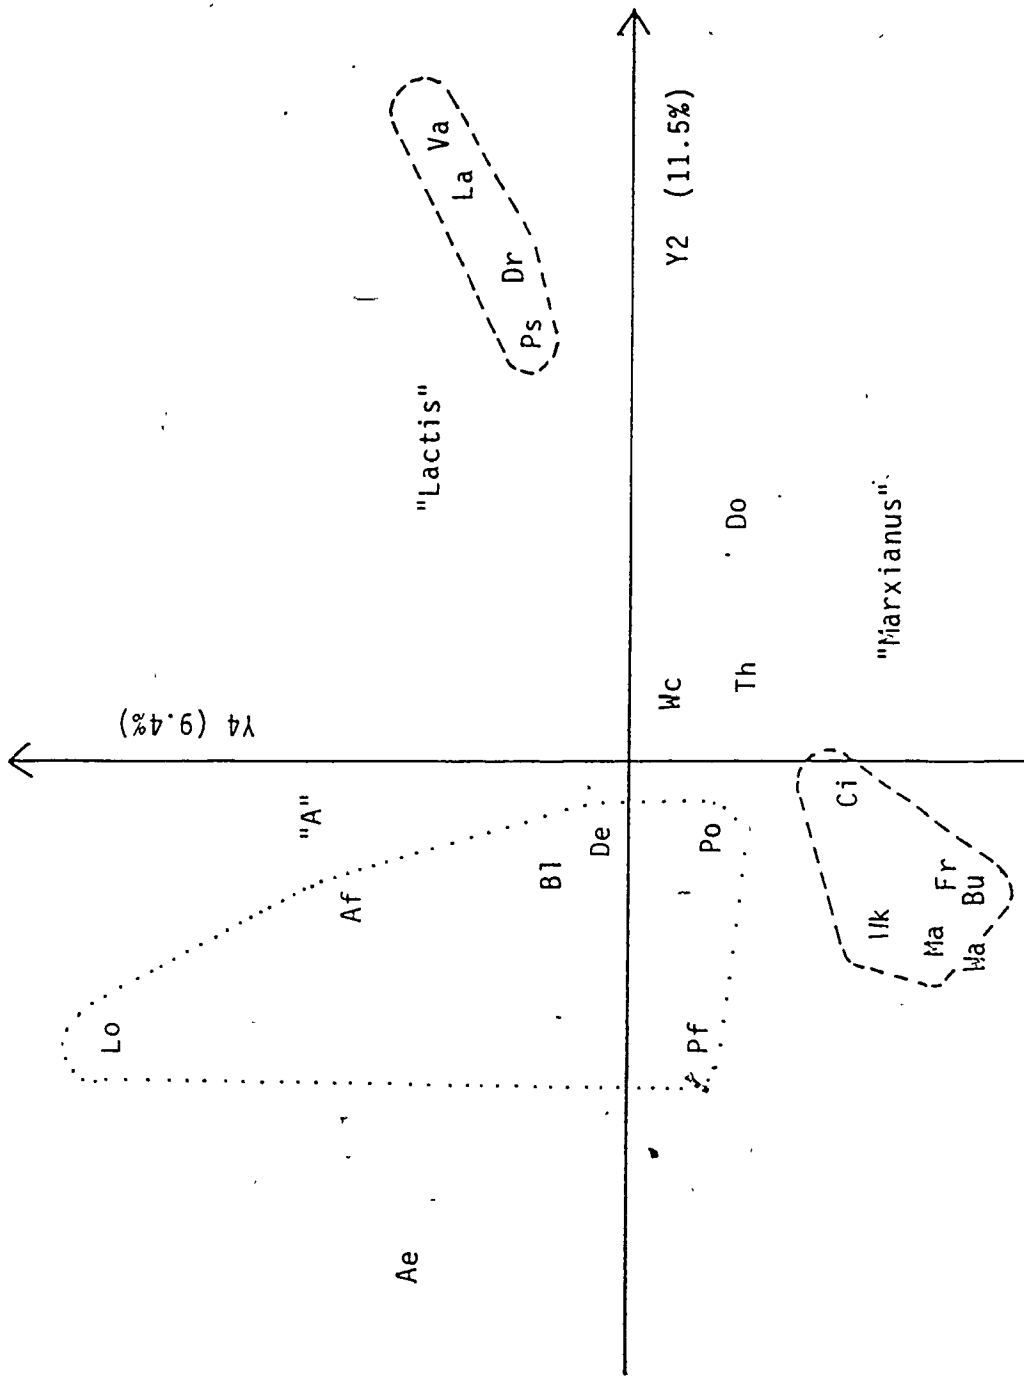 Y4 (9.4%)
Lo
"A"
Af
Ae
"Lactis"
Va
La
Dr
Ps
Bl
De
Y2 (11.5%)
Wc
Pf
Po
Th
Do
Ci
"Marxianus"
Uk
Ma
Fr
Wa
Bu